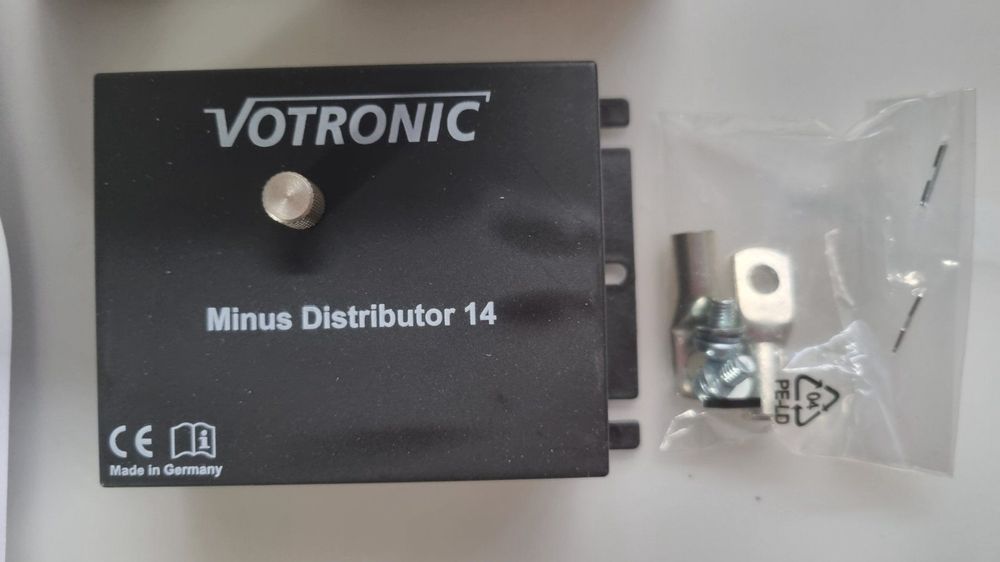 VOTRONIC
Minus Distributor 14
CE
Made in Germany
04
PE-LD